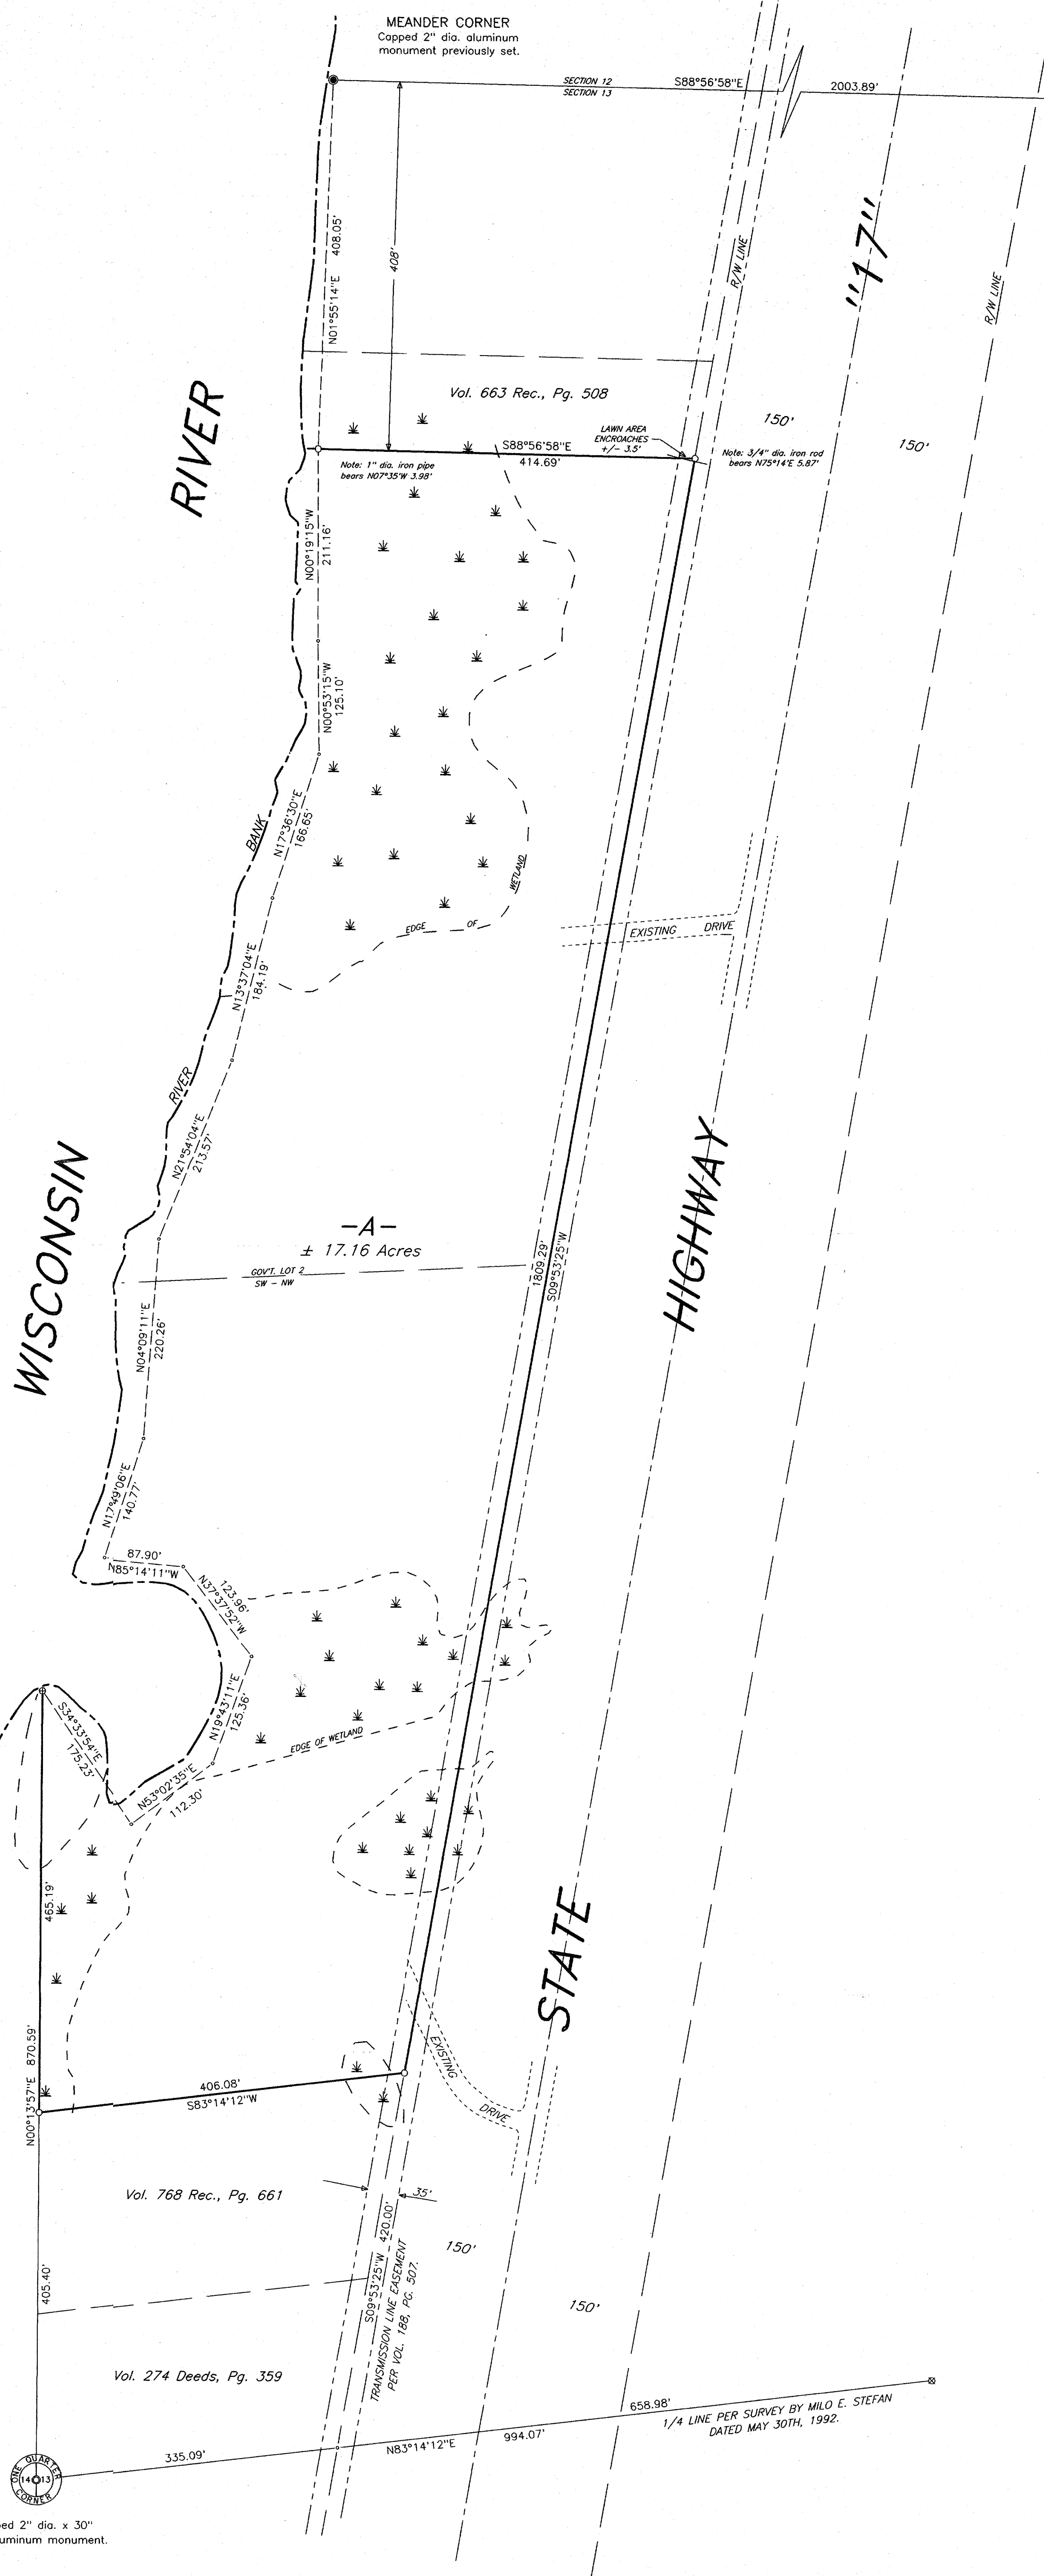 MEANDER CORNER
Capped 2" dia. aluminum
monument previously set.
SECTION 12
SECTION 13
S88°56'58"E
2003.89'
N01°55'14"E 408.05'
408'
R/W LINE
"17"
R/W LINE
RIVER
Vol. 663 Rec., Pg. 508
LAWN AREA
ENCROACHES
+/- 3.5'
150'
150'
S88°56'58"E
414.69'
Note: 1" dia. iron pipe
bears N07°35'W 3.98'
Note: 3/4" dia. iron rod
bears N75°14'E 5.87'
N00°19'15"W
211.16'
N00°53'15"W
125.10'
N17°36'30"E
166.65'
BANK
WETLAND
EDGE OF
EXISTING DRIVE
N13°37'04"E
184.19'
RIVER
N21°54'04"E
213.57'
WISCONSIN
-A-
± 17.16 Acres
GOV'T. LOT 2
SW - NW
1809.29'
S09°53'25"W
HIGHWAY
N04°09'11"E
220.26'
N17°49'06"E
140.77'
87.90'
N85°14'11"W
123.96'
N37°37'52"W
N19°43'11"E
125.36'
S34°33'54"E
175.23'
EDGE OF WETLAND
N53°02'35"E
112.30'
465.19'
STATE
N00°13'57"E 870.59'
EXISTING
DRIVE
406.08'
S83°14'12"W
Vol. 768 Rec., Pg. 661
35'
150'
150'
405.40'
S09°53'25"W 420.00'
TRANSMISSION LINE EASEMENT
PER VOL. 188, PG. 507.
Vol. 274 Deeds, Pg. 359
658.98'
1/4 LINE PER SURVEY BY MILO E. STEFAN
DATED MAY 30TH, 1992.
335.09'
N83°14'12"E
994.07'
ONE QUARTER
14 13
CORNER
ed 2" dia. x 30"
uminum monument.